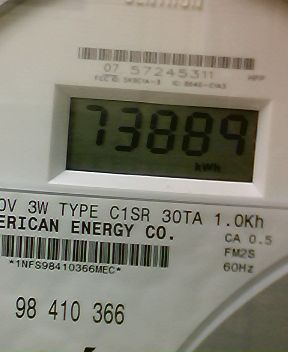 07 57245311
73889
kWh
0V 3W TYPE C1SR 30TA 1.0Kh
ERICAN ENERGY CO.
CA 0.5
FM2S
60Hz
*1NFS98410366MEC*
98 410 366